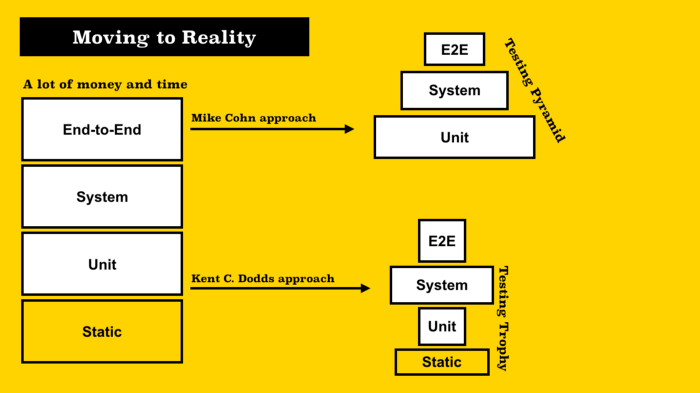 Moving to Reality
A lot of money and time
End-to-End
System
Unit
Static
Mike Cohn approach
E2E
System
Unit
Testing Pyramid
Kent C. Dodds approach
E2E
System
Unit
Static
Testing Trophy